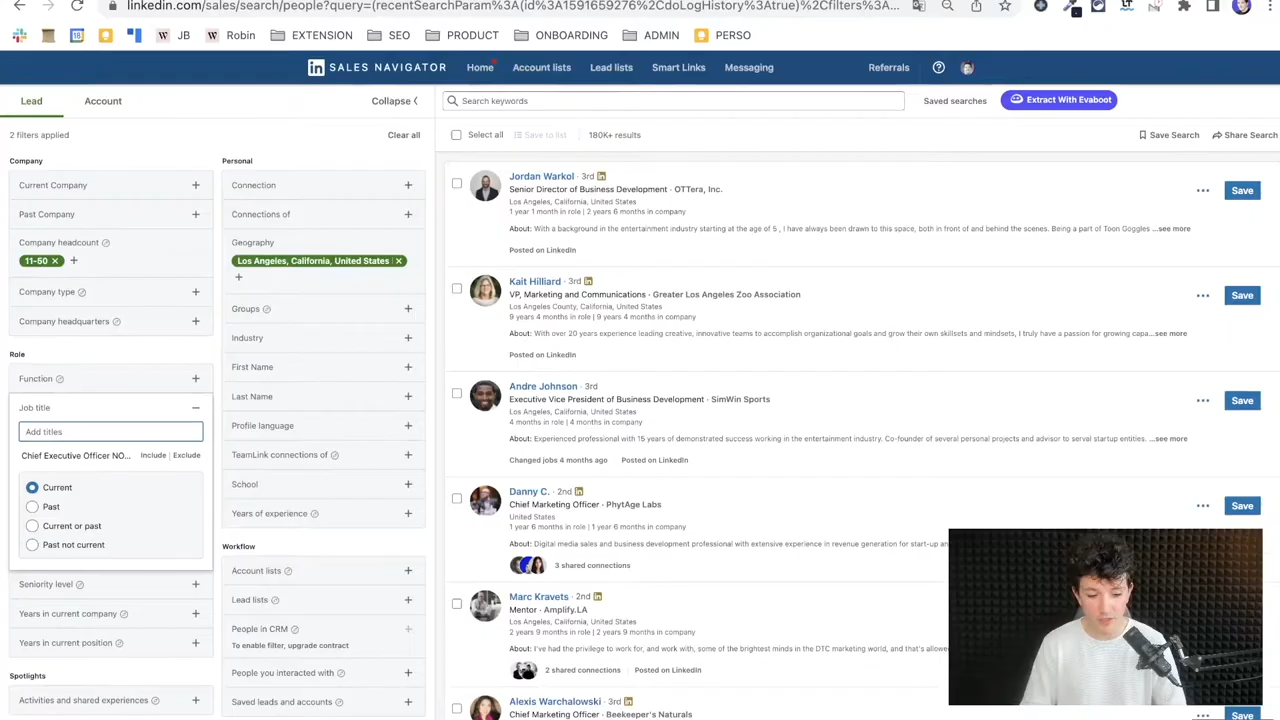 linkedin.com/sales/search/people?query=(recentSearchParam%3A(id%3A1591659276%2CdoLogHistory%3Atrue)%2Cfilters%3A...
JB
Robin
EXTENSION
SEO
PRODUCT
ONBOARDING
ADMIN
PERSO
in SALES NAVIGATOR
Home
Account lists
Lead lists
Smart Links
Messaging
Referrals
Lead
Account
Collapse
Search keywords
Saved searches
Extract With Evaboot
2 filters applied
Clear all
Select all
Save to list
180K+ results
Save Search
Share Search
Company
Current Company
Past Company
Company headcount
11-50
Company type
Company headquarters
Role
Function
Job title
Add titles
Chief Executive Officer NO...
Include | Exclude
Current
Past
Current or past
Past not current
Seniority level
Years in current company
Years in current position
Spotlights
Activities and shared experiences
Personal
Connection
Connections of
Geography
Los Angeles, California, United States
Groups
Industry
First Name
Last Name
Profile language
TeamLink connections of
School
Years of experience
Workflow
Account lists
Lead lists
People in CRM
To enable filter, upgrade contract
People you interacted with
Saved leads and accounts
Jordan Warkol · 3rd
Senior Director of Business Development · OTTera, Inc.
Los Angeles, California, United States
1 year 1 month in role | 2 years 6 months in company
About: With a background in the entertainment industry starting at the age of 5 , I have always been drawn to this space, both in front of and behind the scenes. Being a part of Toon Goggles ...see more
Posted on LinkedIn
Save
Kait Hilliard · 3rd
VP, Marketing and Communications · Greater Los Angeles Zoo Association
Los Angeles County, California, United States
9 years 4 months in role | 9 years 4 months in company
About: With over 20 years experience leading creative, innovative teams to accomplish organizational goals and grow their own skillsets and mindsets, I truly have a passion for growing capa...see more
Posted on LinkedIn
Save
Andre Johnson · 3rd
Executive Vice President of Business Development · SimWin Sports
Los Angeles, California, United States
4 months in role | 4 months in company
About: Experienced professional with 15 years of demonstrated success working in the entertainment industry. Co-founder of several personal projects and advisor to serval startup entities. ...see more
Changed jobs 4 months ago
Posted on LinkedIn
Save
Danny C. · 2nd
Chief Marketing Officer · PhytAge Labs
United States
1 year 6 months in role | 1 year 6 months in company
About: Digital media sales and business development professional with extensive experience in revenue generation for start-up an
3 shared connections
Save
Marc Kravets · 2nd
Mentor · Amplify.LA
Los Angeles, California, United States
2 years 9 months in role | 2 years 9 months in company
About: I've had the privilege to work for, and work with, some of the brightest minds in the DTC marketing world, and that's allowe
2 shared connections
Posted on LinkedIn
Alexis Warchalowski · 3rd
Chief Marketing Officer · Beekeeper's Naturals
Save